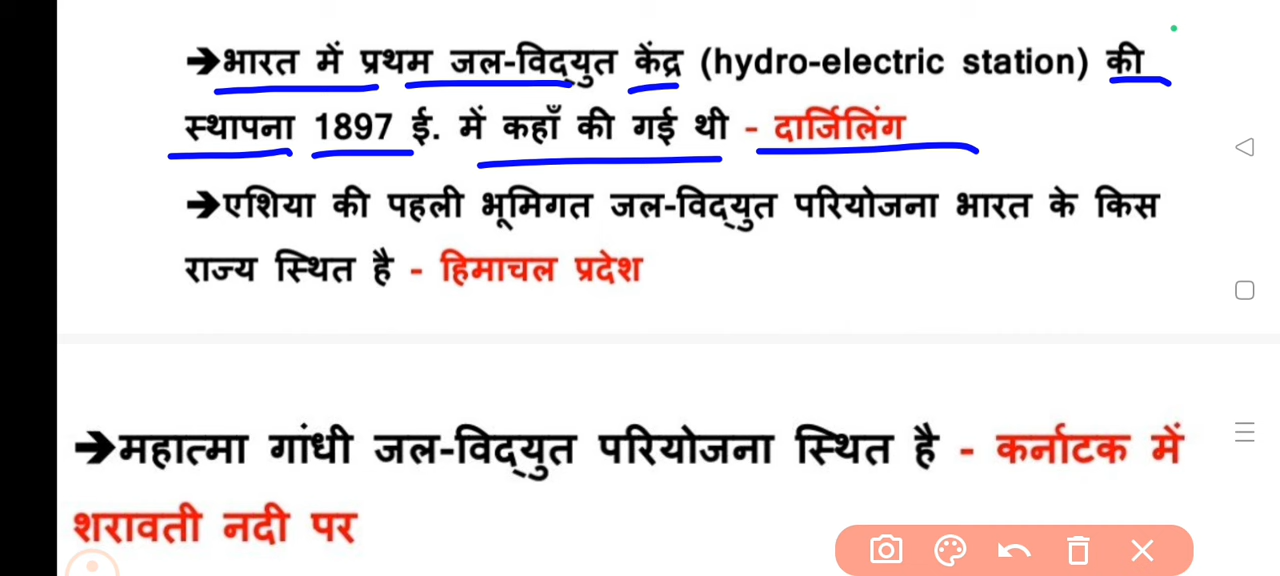 ➔भारत में प्रथम जल-विद्युत केंद्र (hydro-electric station) की
स्थापना 1897 ई. में कहाँ की गई थी - दार्जिलिंग
➔एशिया की पहली भूमिगत जल-विद्युत परियोजना भारत के किस
राज्य स्थित है - हिमाचल प्रदेश
➔महात्मा गांधी जल-विद्युत परियोजना स्थित है - कर्नाटक में
शरावती नदी पर